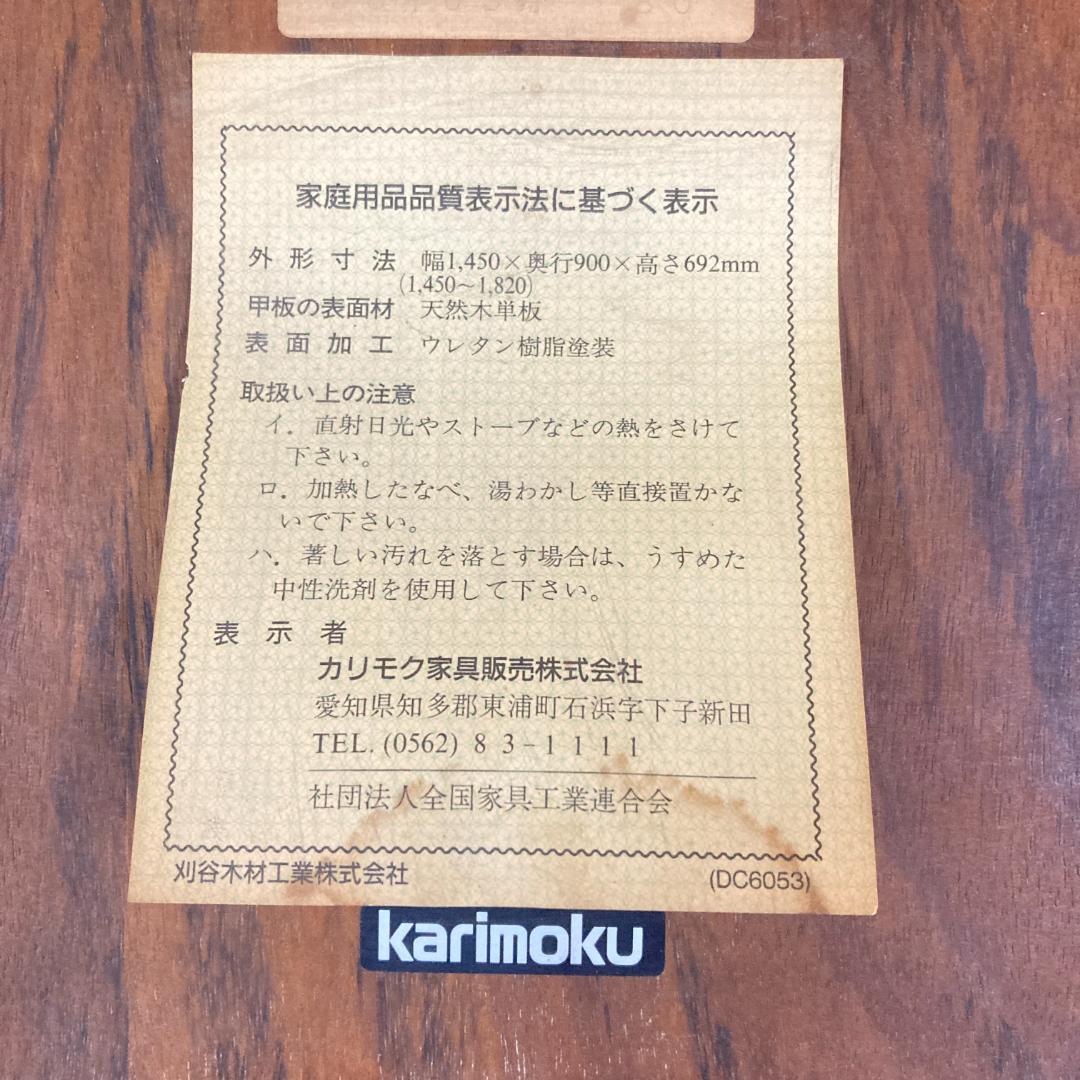 家庭用品品質表示法に基づく表示
外形寸法 幅1,450×奥行900×高さ692mm
(1,450～1,820)
甲板の表面材 天然木単板
表面加工 ウレタン樹脂塗装
取扱い上の注意
イ．直射日光やストーブなどの熱をさけて
下さい。
ロ．加熱したなべ、湯わかし等直接置かな
いで下さい。
ハ．著しい汚れを落とす場合は、うすめた
中性洗剤を使用して下さい。
表示者
カリモク家具販売株式会社
愛知県知多郡東浦町石浜字下子新田
TEL. (0562) 83-1111
社団法人全国家具工業連合会
刈谷木材工業株式会社 (DC6053)
karimoku